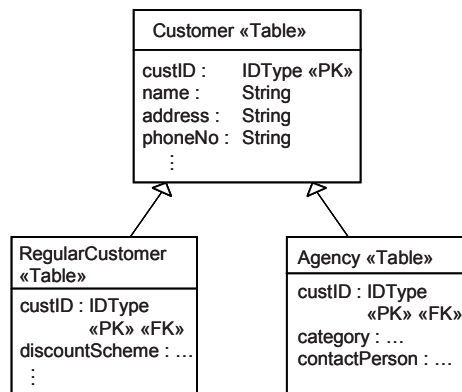 Customer «Table»
custID : IDType «PK»
name : String
address : String
phoneNo : String
⋮
RegularCustomer
«Table»
custID : IDType
«PK» «FK»
discountScheme : …
⋮
Agency «Table»
custID : IDType
«PK» «FK»
category : …
contactPerson : …